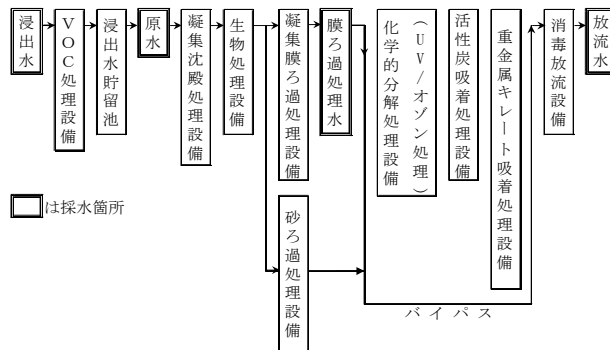 浸出水
VOC処理設備
浸出水貯留池
原水
凝集沈殿処理設備
生物処理設備
凝集膜ろ過処理設備
膜ろ過処理水
化学的分解処理設備
(UV/オゾン処理)
活性炭吸着処理設備
重金属キレート吸着処理設備
消毒放流設備
放流水
は採水箇所
砂ろ過処理設備
バイパス